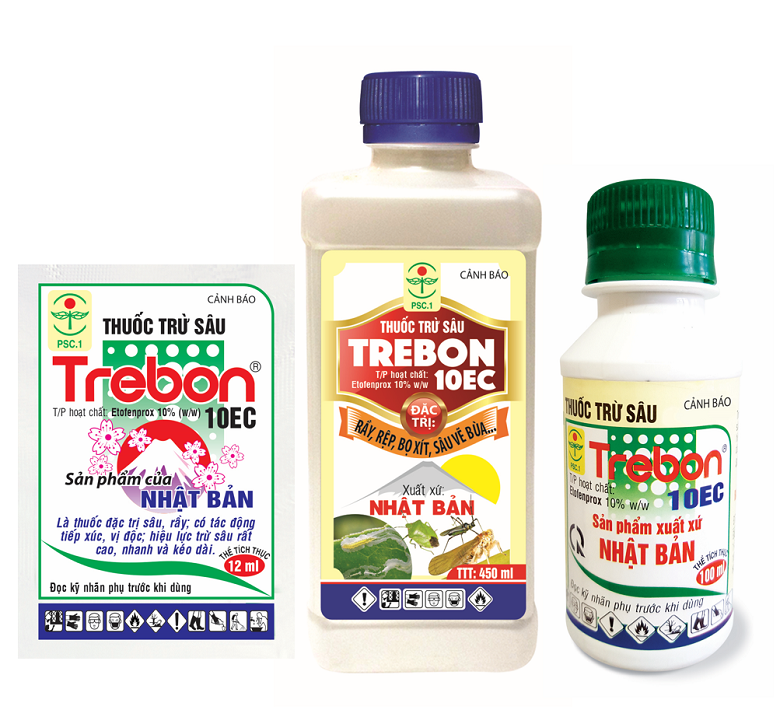 PSC.1
CẢNH BÁO
THUỐC TRỪ SÂU
Trebon®
T/P hoạt chất: Etofenprox 10% (w/w) 10EC
Sản phẩm của
NHẬT BẢN
Là thuốc đặc trị sâu, rầy; có tác động
tiếp xúc, vị độc; hiệu lực trừ sâu rất
cao, nhanh và kéo dài.
THỂ TÍCH THỰC
12 ml
Đọc kỹ nhãn phụ trước khi dùng
CẢNH BÁO
PSC.1
THUỐC TRỪ SÂU
TREBON
T/P hoạt chất:
Etofenprox 10% w/w
10EC
ĐẶC
TRỊ:
RẦY, RỆP, BỌ XÍT, SÂU VẼ BÙA...
Xuất xứ:
NHẬT BẢN
TTT: 450 ml
THUỐC TRỪ SÂU
CẢNH BÁO
PSC.1
Trebon®
T/P hoạt chất:
Etofenprox 10% w/w
10EC
Sản phẩm xuất xứ
NHẬT BẢN
THỂ TÍCH THỰC
100 ml
Đọc kỹ nhãn phụ trước khi dùng